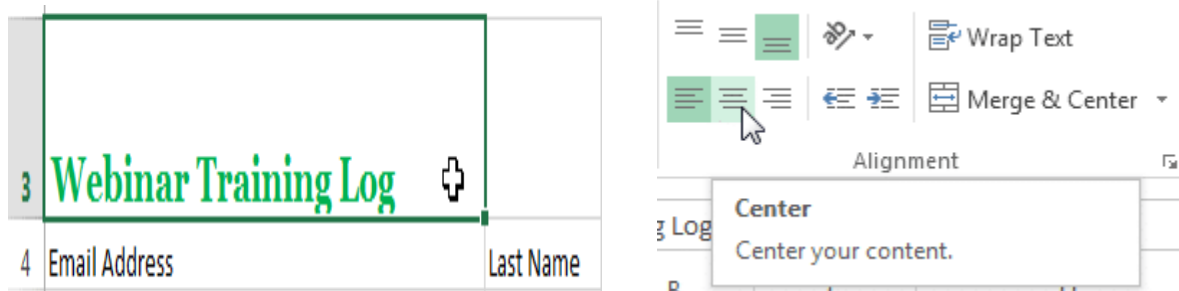 3 Webinar Training Log
4 Email Address Last Name
ab Wrap Text
Merge & Center
Alignment
Center
Center your content.
g Log